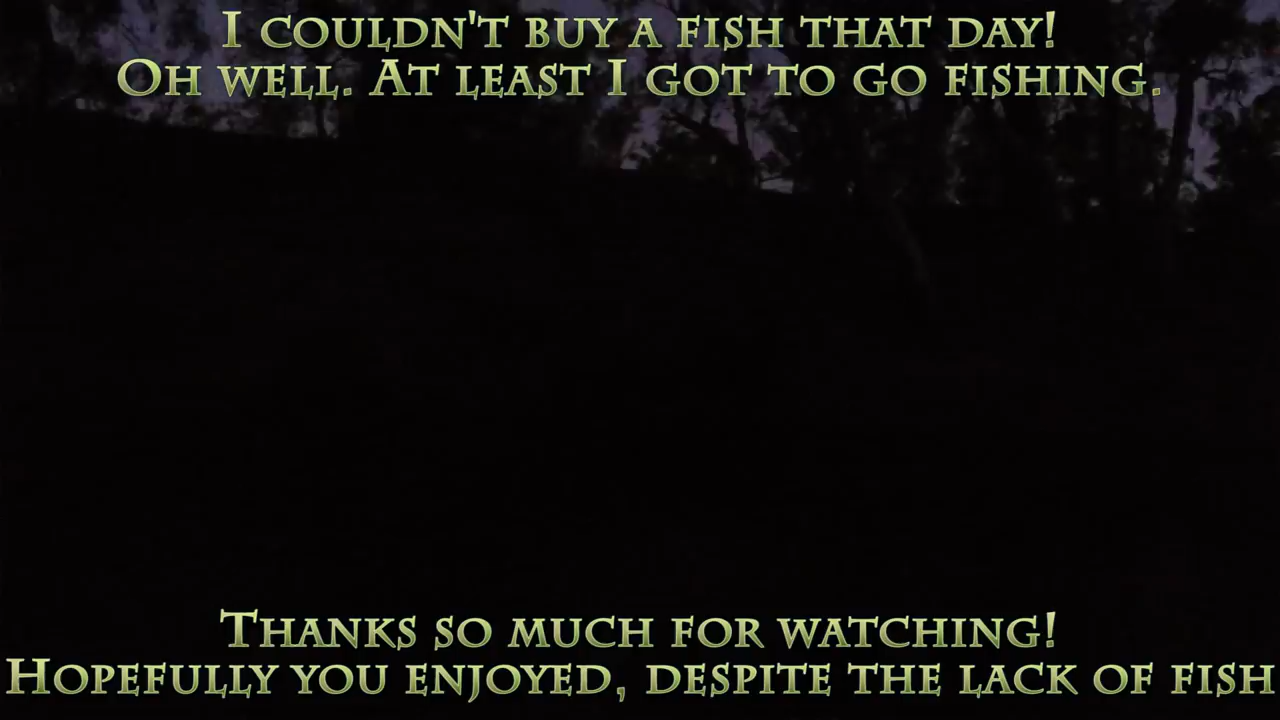 I couldn't buy a fish that day!
Oh well. At least I got to go fishing.
Thanks so much for watching!
Hopefully you enjoyed, despite the lack of fish